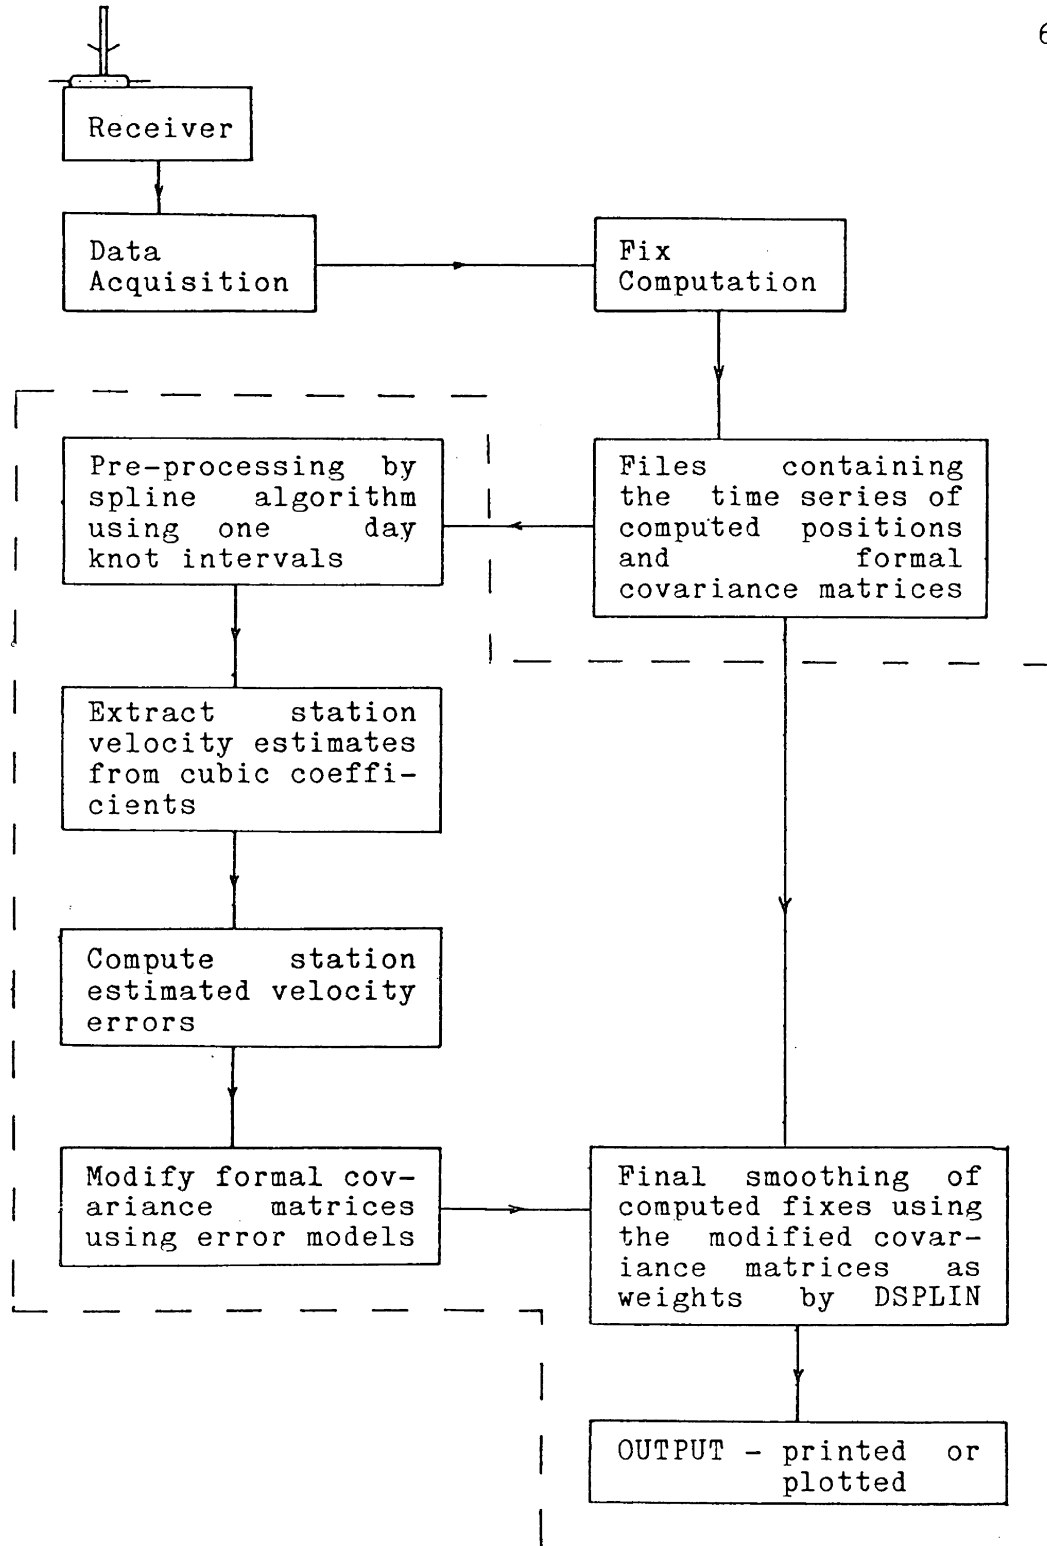 6
Receiver
Data
Acquisition
Fix
Computation
Pre-processing by
spline algorithm
using one day
knot intervals
Files containing
the time series of
computed positions
and formal
covariance matrices
Extract station
velocity estimates
from cubic coeffi-
cients
Compute station
estimated velocity
errors
Modify formal cov-
ariance matrices
using error models
Final smoothing of
computed fixes using
the modified covar-
iance matrices as
weights by DSPLIN
OUTPUT - printed or
plotted